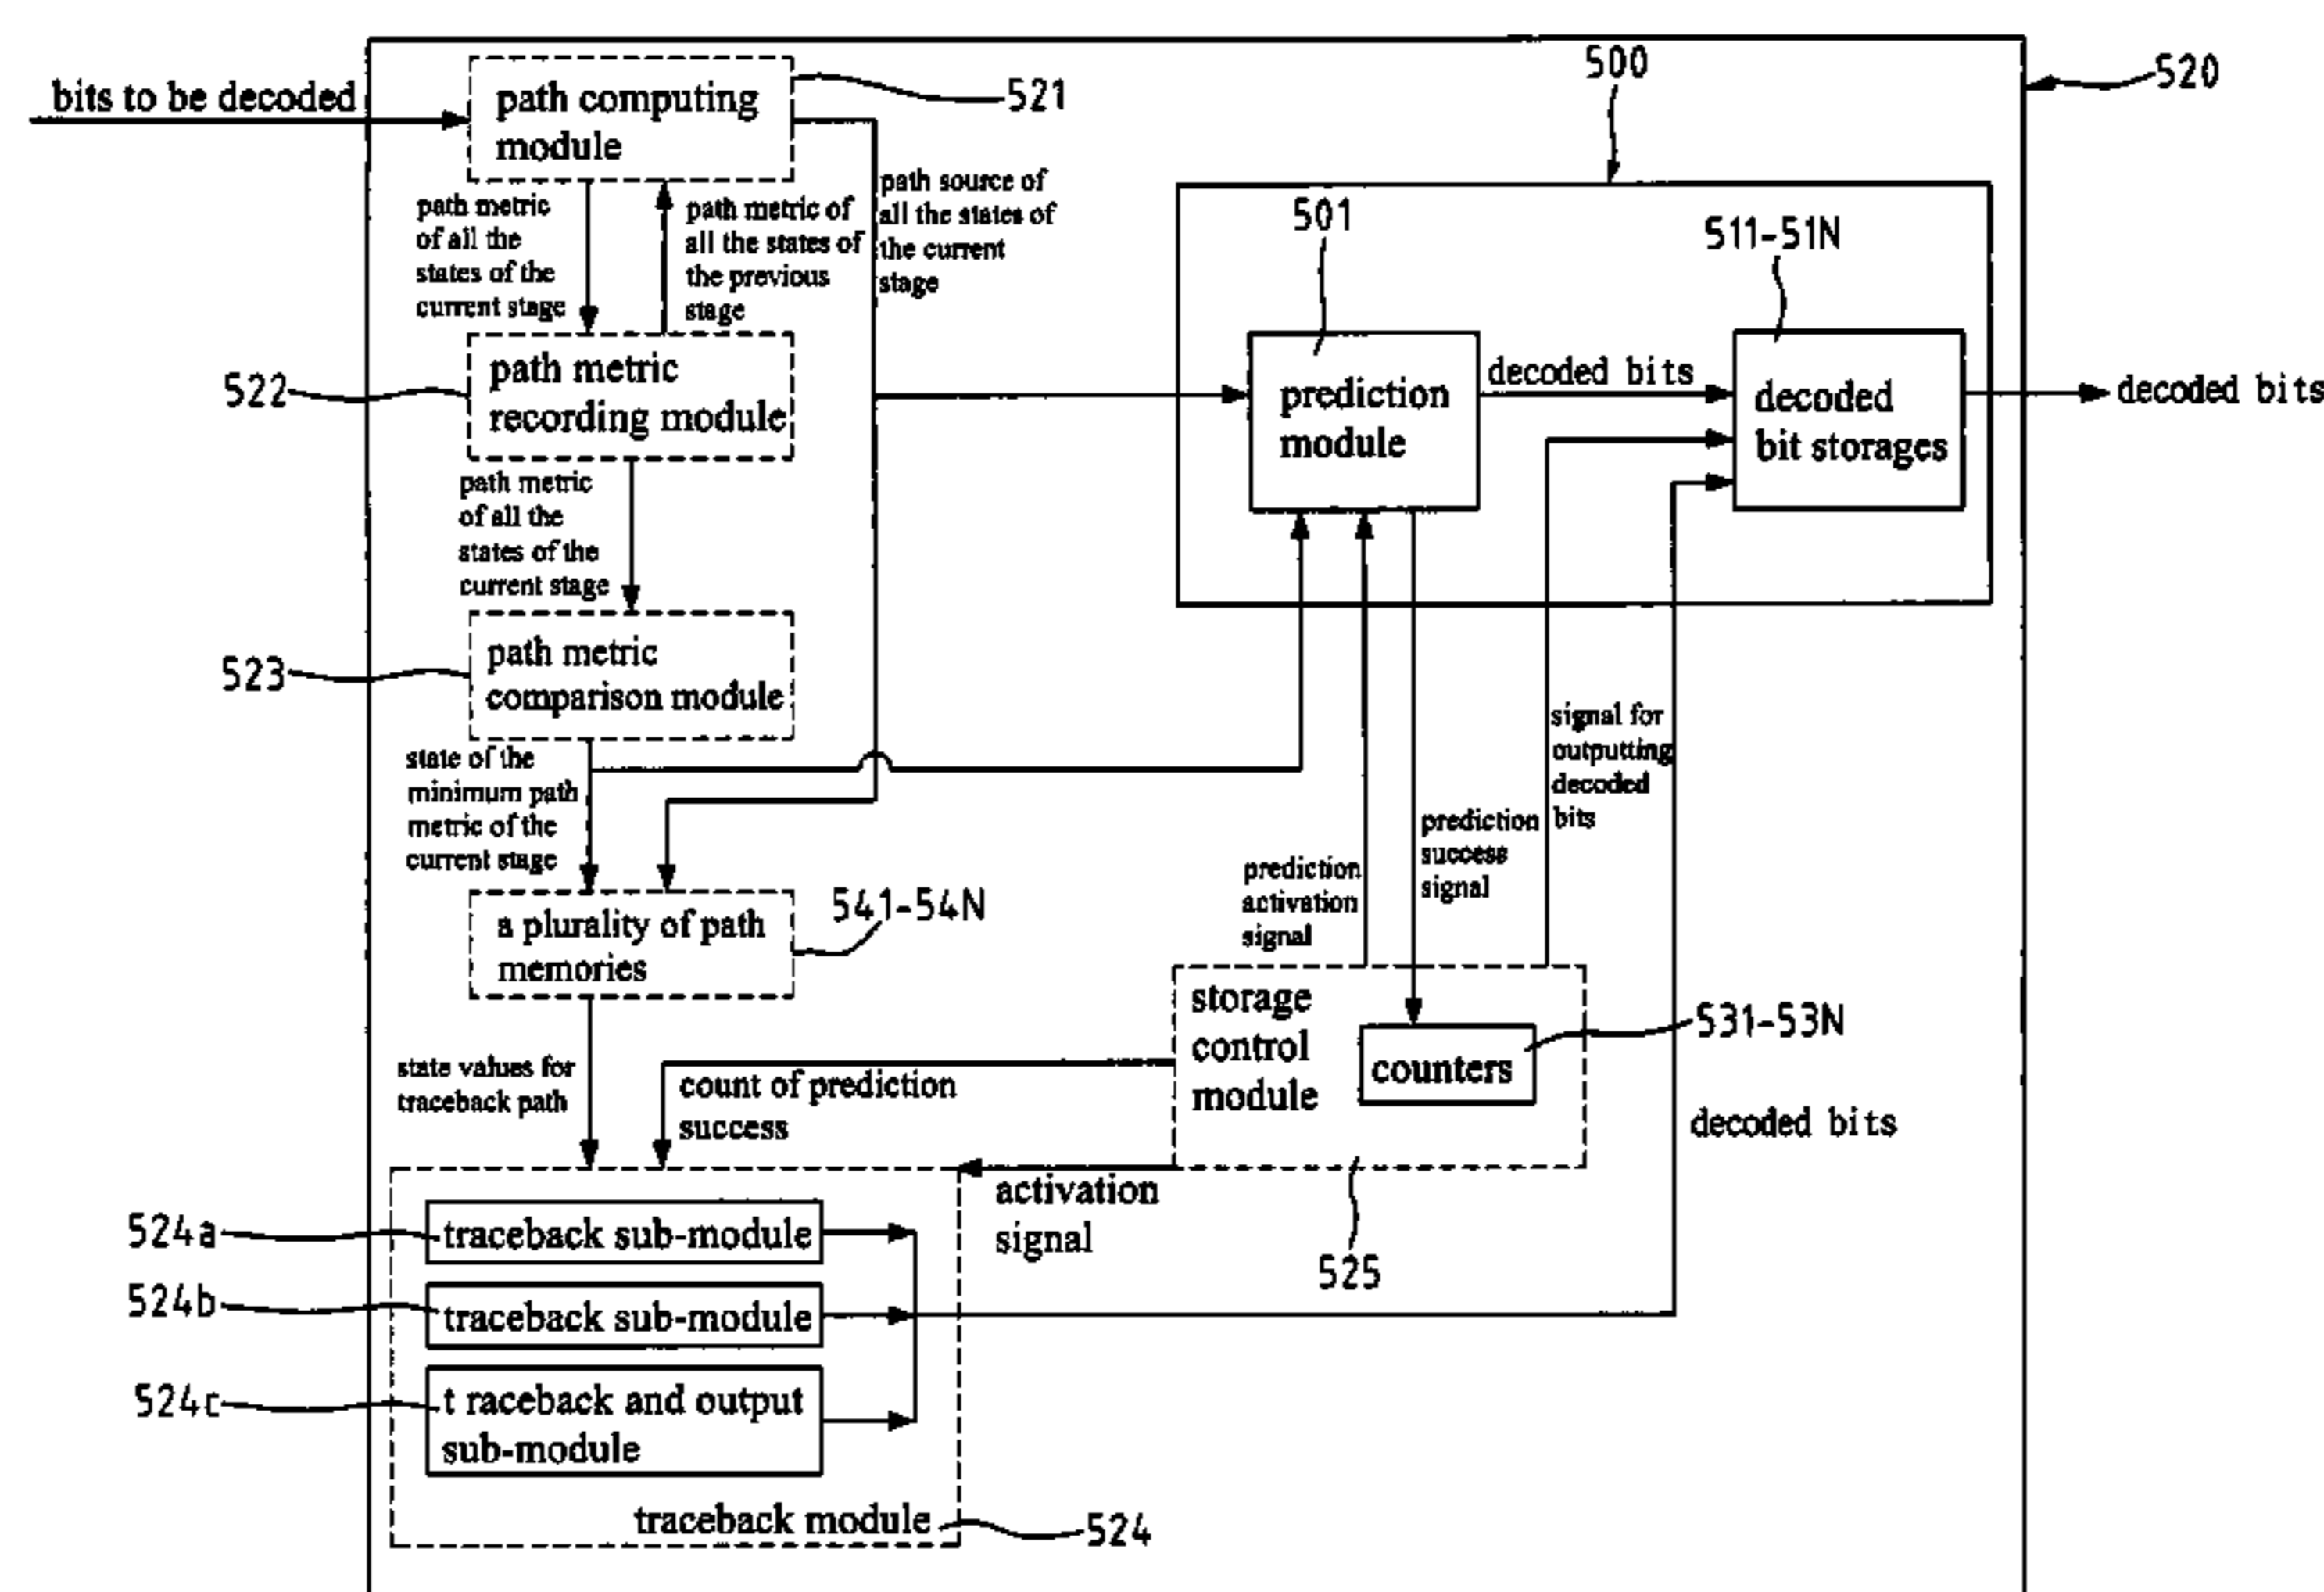 bits to be decoded
path computing
module
521
500
520
path metric
of all the
states of the
current stage
path metric of
all the states of
the previous
stage
path source of
all the states of
the current
stage
501
511-51N
522
path metric
recording module
prediction
module
decoded bits
decoded
bit storages
decoded bits
path metric
of all the
states of the
current stage
523
path metric
comparison module
state of the
minimum path
metric of the
current stage
signal for
outputting
decoded
bits
prediction
success
signal
prediction
activation
signal
a plurality of path
memories
541-54N
storage
control
module
counters
531-53N
state values for
traceback path
count of prediction
success
decoded bits
activation
signal
525
524a
traceback sub-module
524b
traceback sub-module
524c
t raceback and output
sub-module
traceback module
524